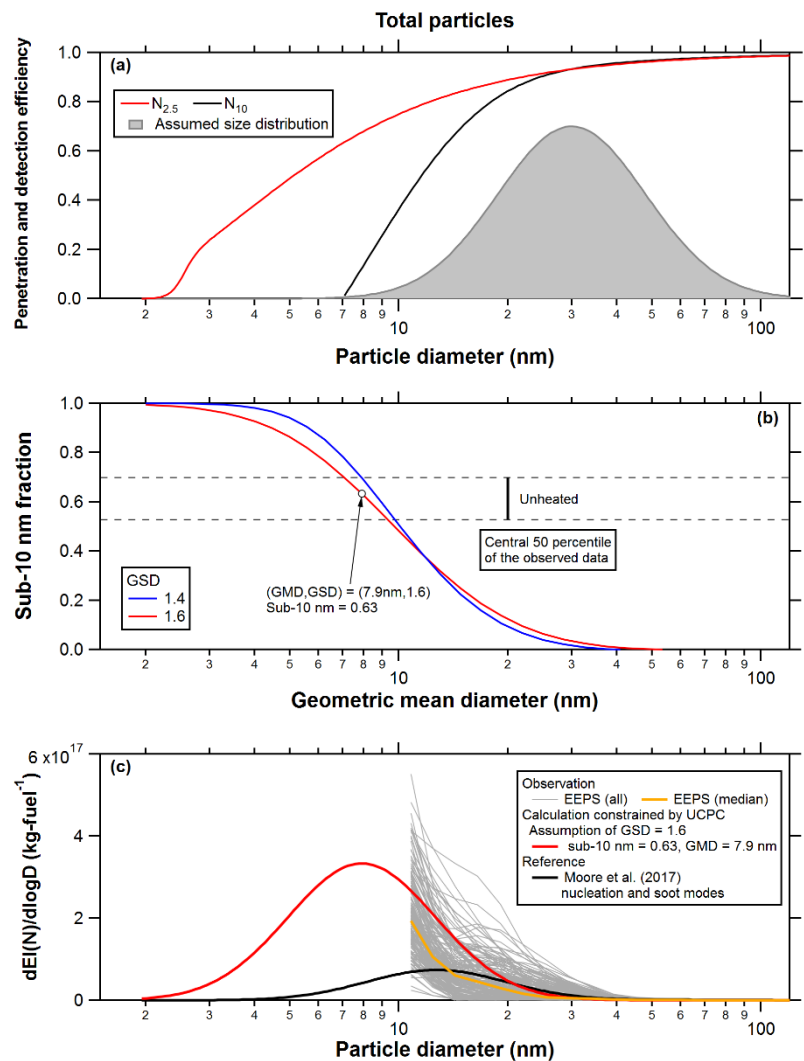 Total particles
(a)
1.0
0.8
0.6
0.4
0.2
0.0
Penetration and detection efficiency
N2.5 N10
Assumed size distribution
2 3 4 5 6 7 8 9 10 2 3 4 5 6 7 8 9 100
Particle diameter (nm)
(b)
1.0
0.8
0.6
0.4
0.2
0.0
Sub-10 nm fraction
Unheated
Central 50 percentile
of the observed data
(GMD,GSD) = (7.9nm,1.6)
Sub-10 nm = 0.63
GSD
1.4
1.6
2 3 4 5 6 7 8 9 10 2 3 4 5 6 7 8 9 100
Geometric mean diameter (nm)
(c)
6 x10^17
4
2
0
dEI(N)/dlogD (kg-fuel^-1)
Observation
EEPS (all) EEPS (median)
Calculation constrained by UCPC
Assumption of GSD = 1.6
sub-10 nm = 0.63, GMD = 7.9 nm
Reference
Moore et al. (2017)
nucleation and soot modes
2 3 4 5 6 7 8 9 10 2 3 4 5 6 7 8 9 100
Particle diameter (nm)